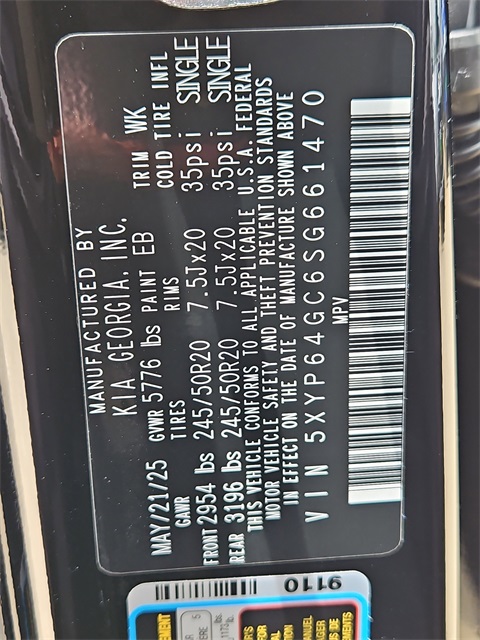 MANUFACTURED BY
KIA GEORGIA, INC.
MAY/21/25 GVWR 5776 lbs PAINT EB TRIM WK
GAWR TIRES RIMS COLD TIRE INFL
FRONT 2954 lbs 245/50R20 7.5Jx20 35psi SINGLE
REAR 3196 lbs 245/50R20 7.5Jx20 35psi SINGLE
THIS VEHICLE CONFORMS TO ALL APPLICABLE U.S.A. FEDERAL
MOTOR VEHICLE SAFETY AND THEFT PREVENTION STANDARDS
IN EFFECT ON THE DATE OF MANUFACTURE SHOWN ABOVE
VIN 5XYP64GC6SG661470
MPV
9110